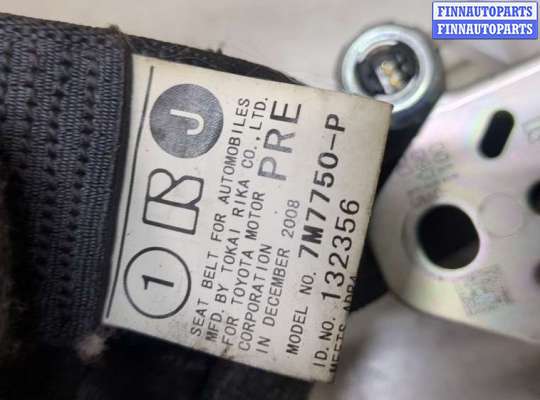 FINNAUTOPARTS
FINNAUTOPARTS
1
R
J
SEAT BELT FOR AUTOMOBILES
MFD. BY TOKAI RIKA CO., LTD.
FOR TOYOTA MOTOR
CORPORATION
IN DECEMBER 2008
PRE
MODEL NO. 7M7750-P
ID. NO. 132356